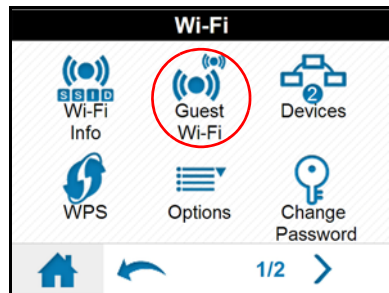 Wi-Fi
SSID
Wi-Fi
Info
Guest
Wi-Fi
2
Devices
WPS
Options
Change
Password
1/2